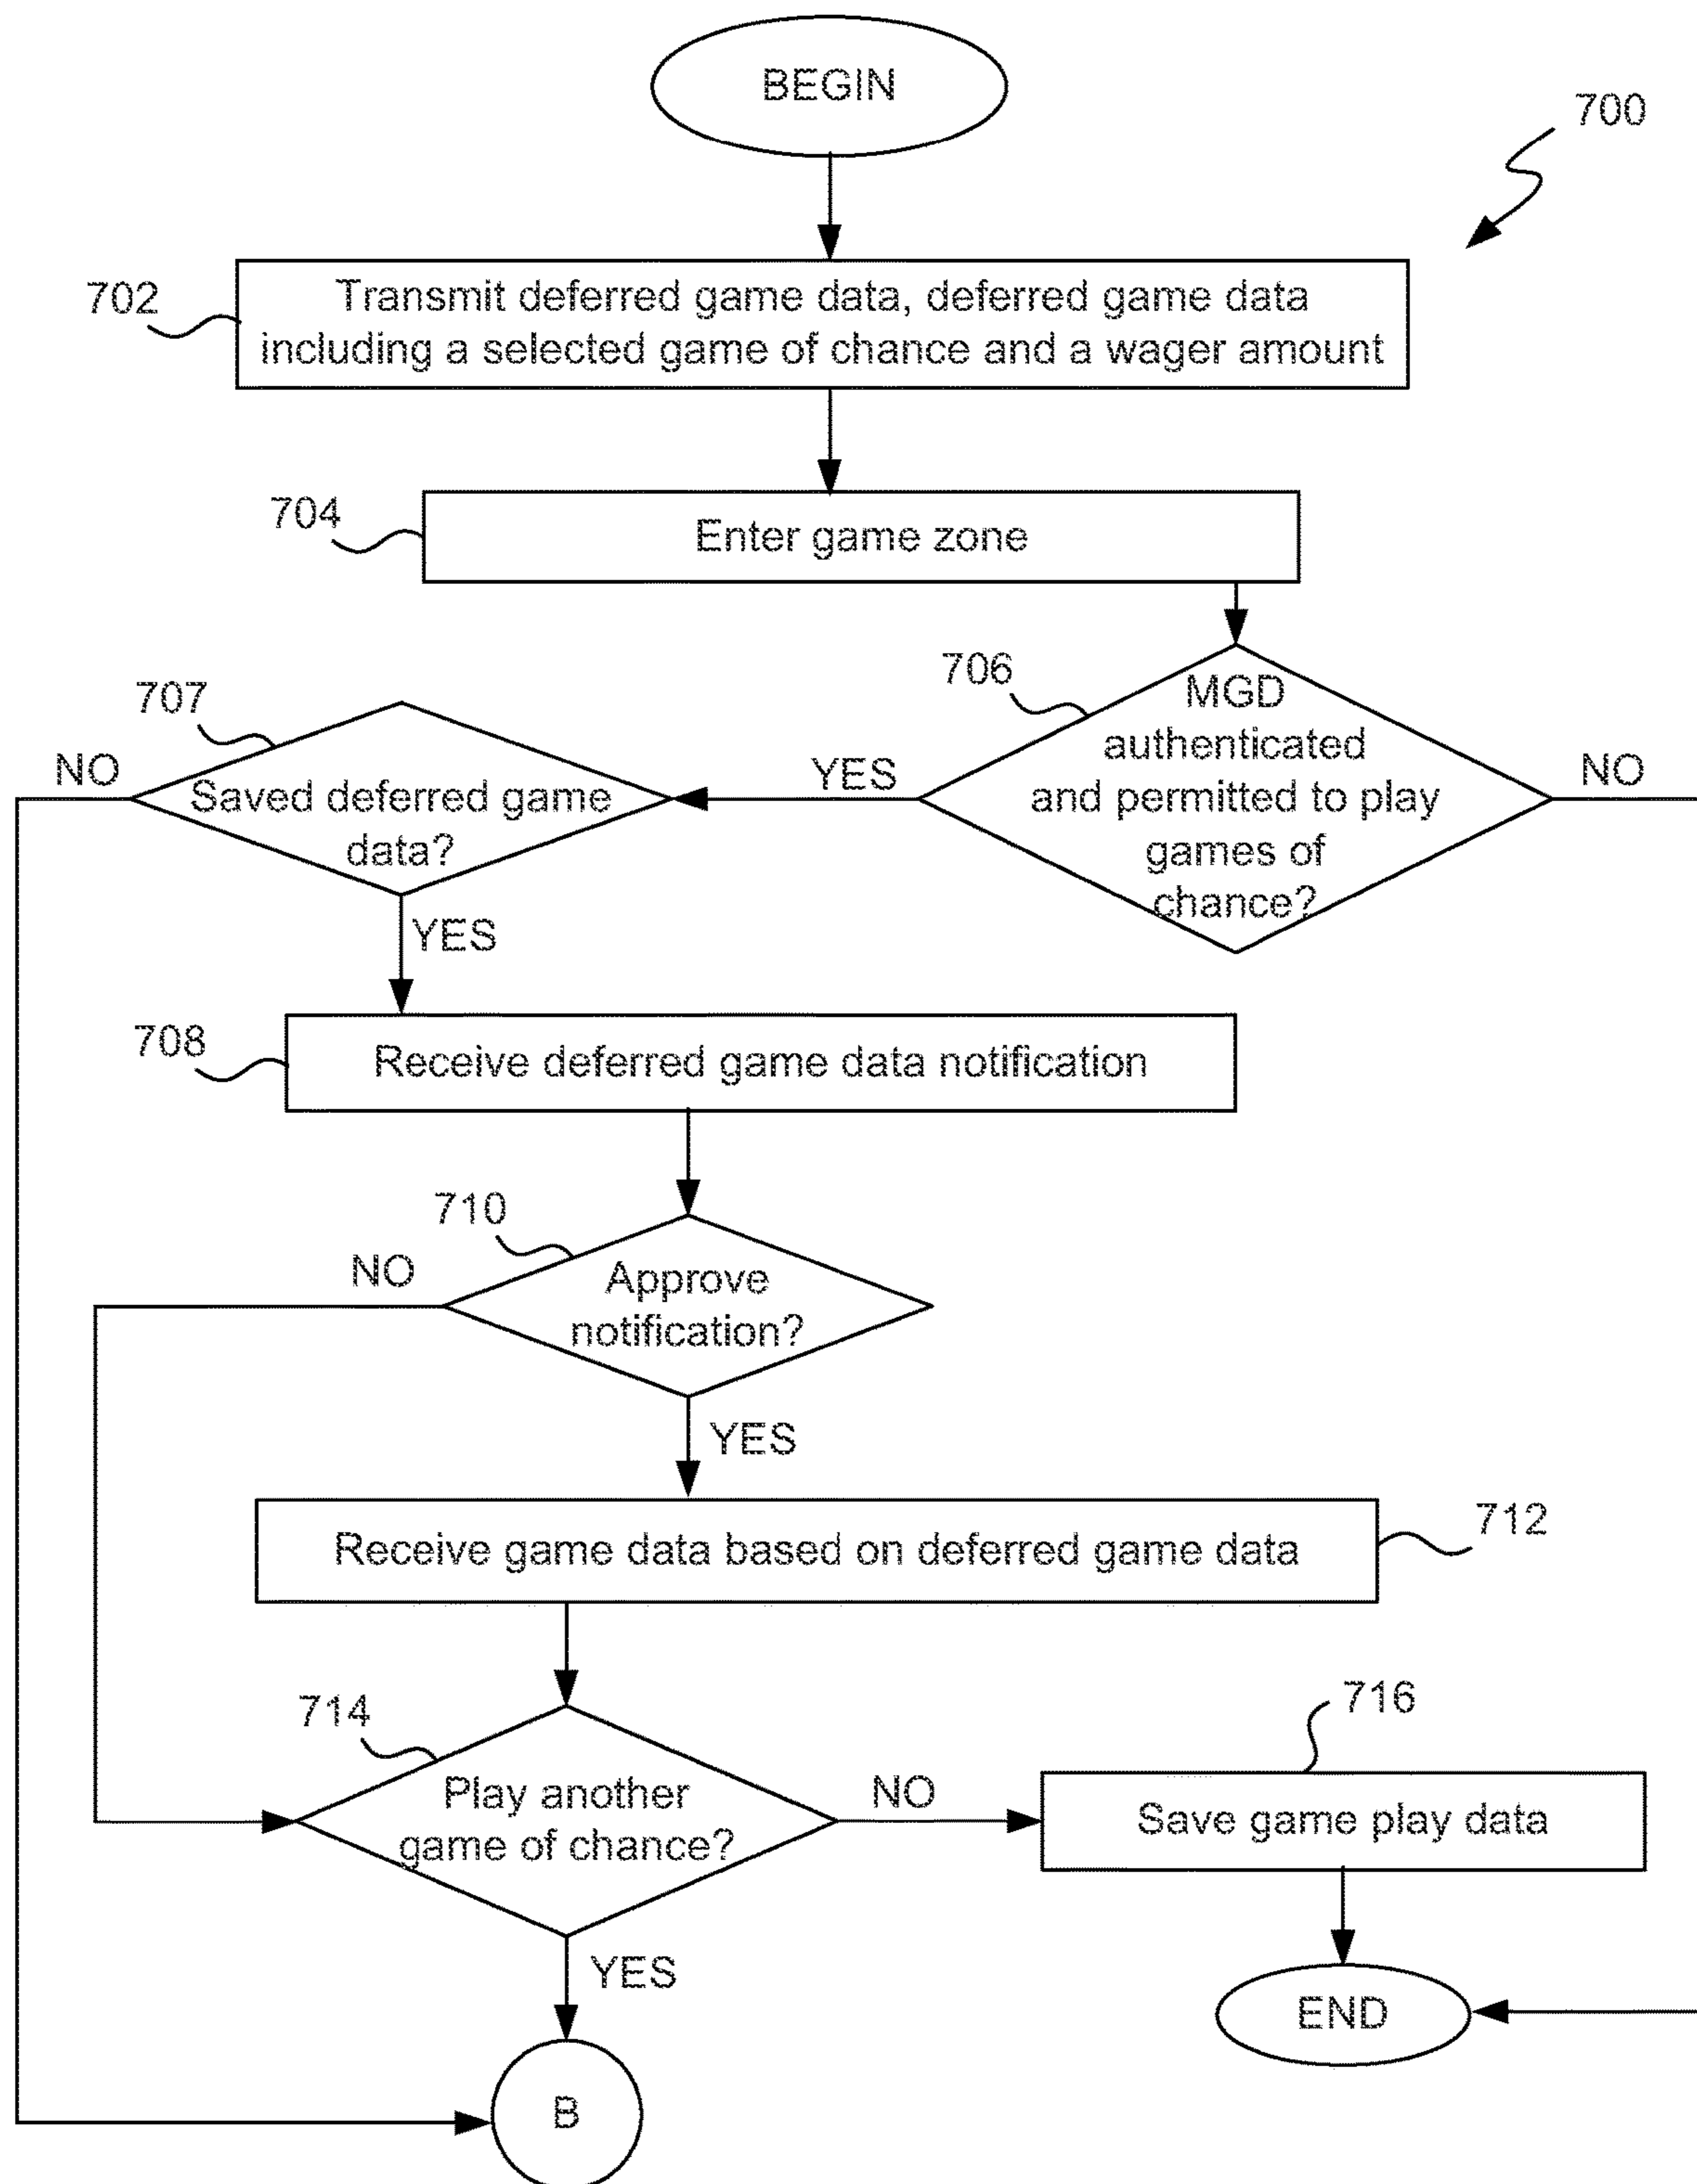 BEGIN
700
702
Transmit deferred game data, deferred game data
including a selected game of chance and a wager amount
704
Enter game zone
706
MGD
authenticated
and permitted to play
games of
chance?
NO
YES
707
NO
Saved deferred game
data?
YES
708
Receive deferred game data notification
710
NO
Approve
notification?
YES
712
Receive game data based on deferred game data
714
Play another
game of chance?
NO
716
Save game play data
YES
END
B